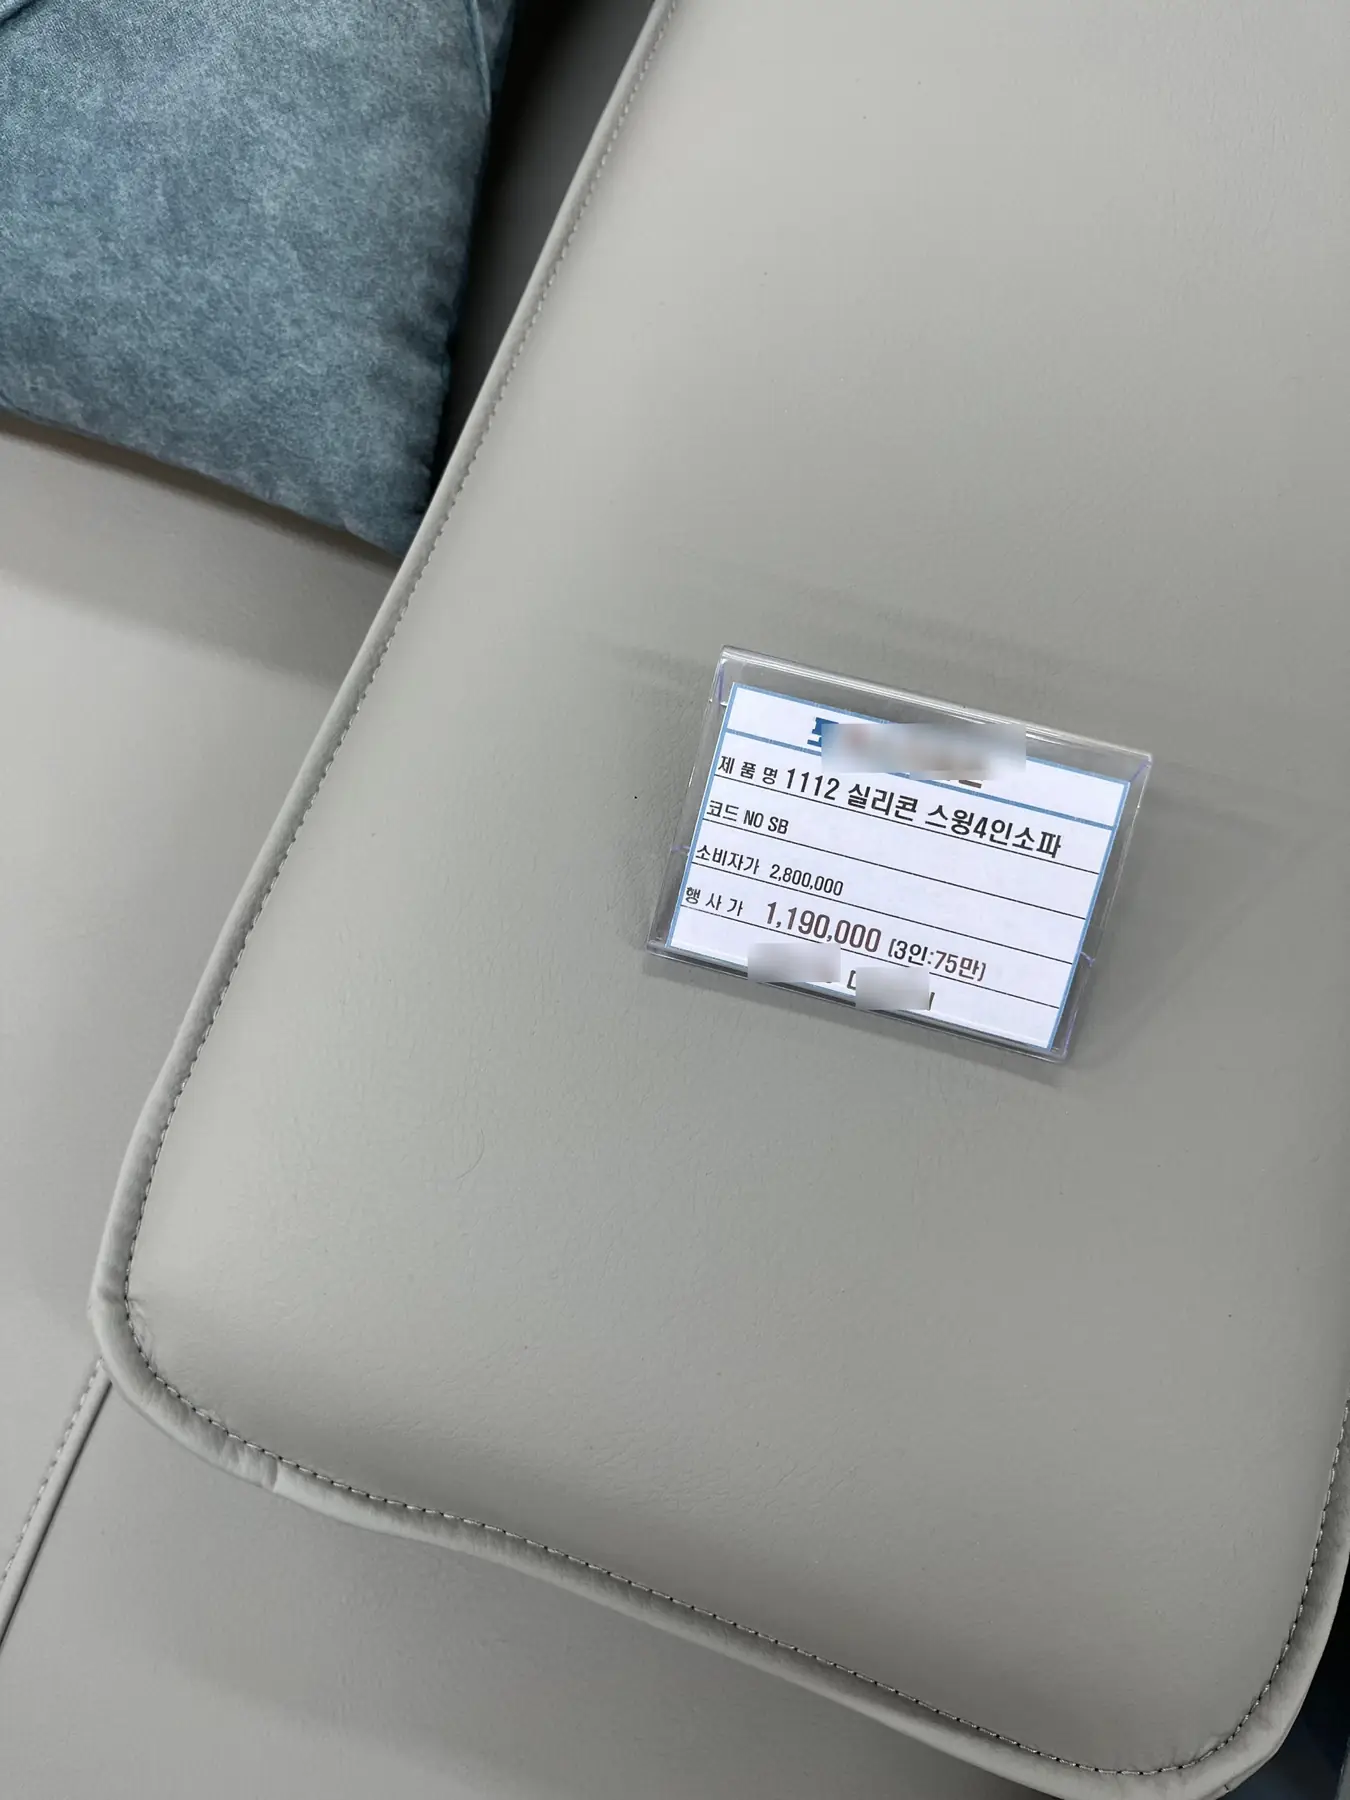 제 품 명 1112 실리콘 스윙4인소파
코드 NO SB
소비자가 2,800,000
행 사 가 1,190,000 (3인:75만)